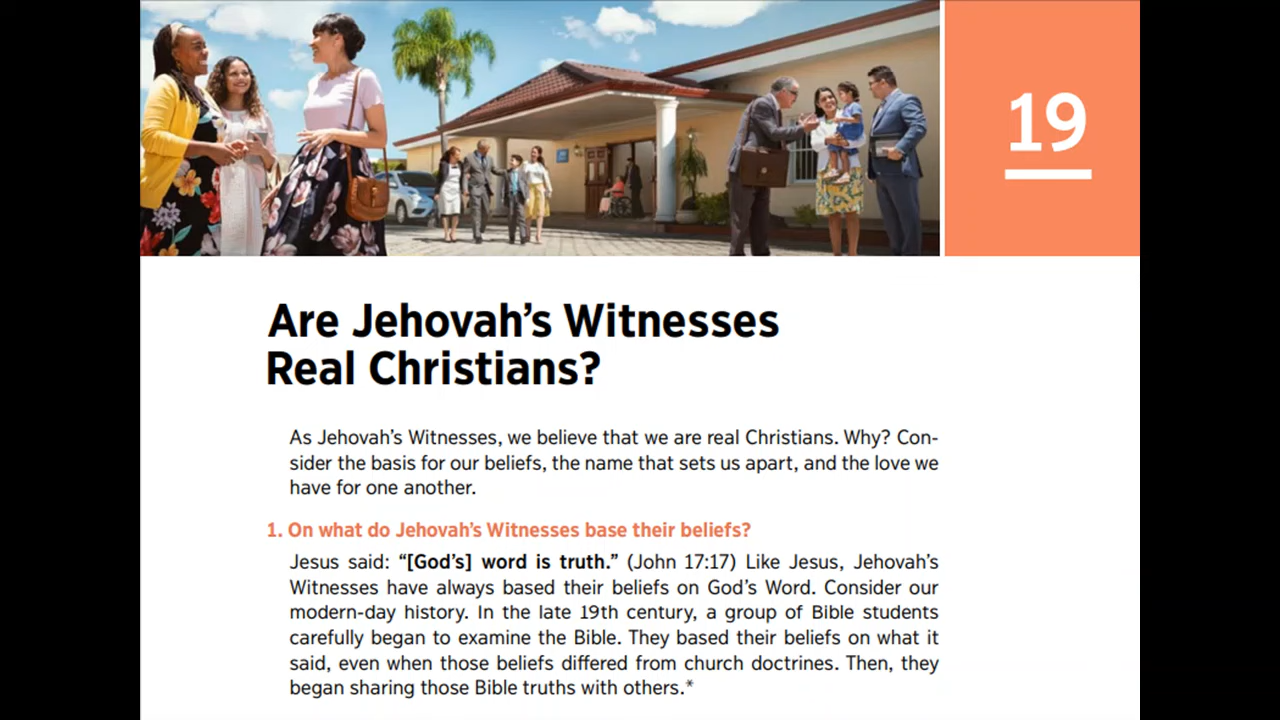 19
Are Jehovah's Witnesses
Real Christians?
As Jehovah's Witnesses, we believe that we are real Christians. Why? Con-
sider the basis for our beliefs, the name that sets us apart, and the love we
have for one another.
1. On what do Jehovah's Witnesses base their beliefs?
Jesus said: “[God's] word is truth.” (John 17:17) Like Jesus, Jehovah's
Witnesses have always based their beliefs on God's Word. Consider our
modern-day history. In the late 19th century, a group of Bible students
carefully began to examine the Bible. They based their beliefs on what it
said, even when those beliefs differed from church doctrines. Then, they
began sharing those Bible truths with others.*